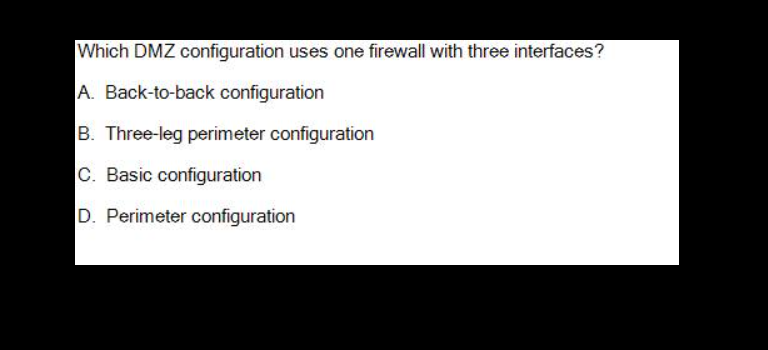 Which DMZ configuration uses one firewall with three interfaces?
A. Back-to-back configuration
B. Three-leg perimeter configuration
C. Basic configuration
D. Perimeter configuration